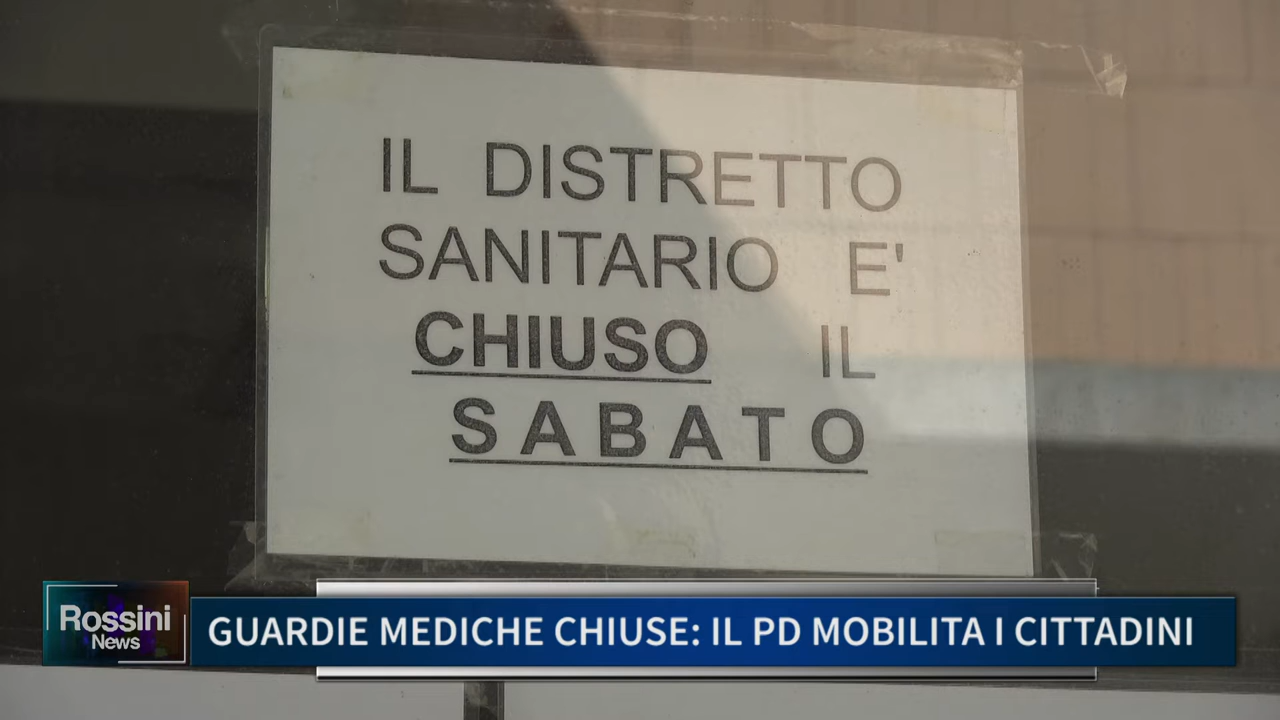 IL DISTRETTO
SANITARIO E'
CHIUSO IL
SABATO
Rossini
News
GUARDIE MEDICHE CHIUSE: IL PD MOBILITA I CITTADINI